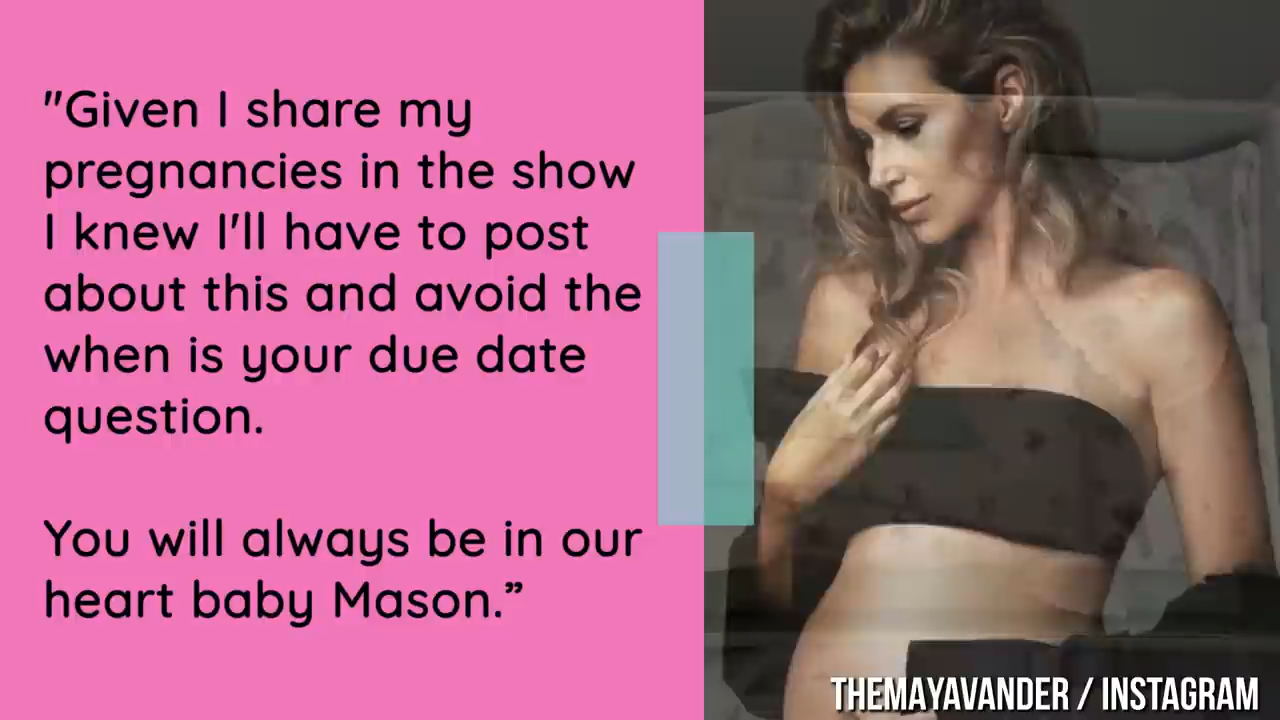 "Given I share my
pregnancies in the show
I knew I'll have to post
about this and avoid the
when is your due date
question.
You will always be in our
heart baby Mason.”
THEMAYAVANDER / INSTAGRAM